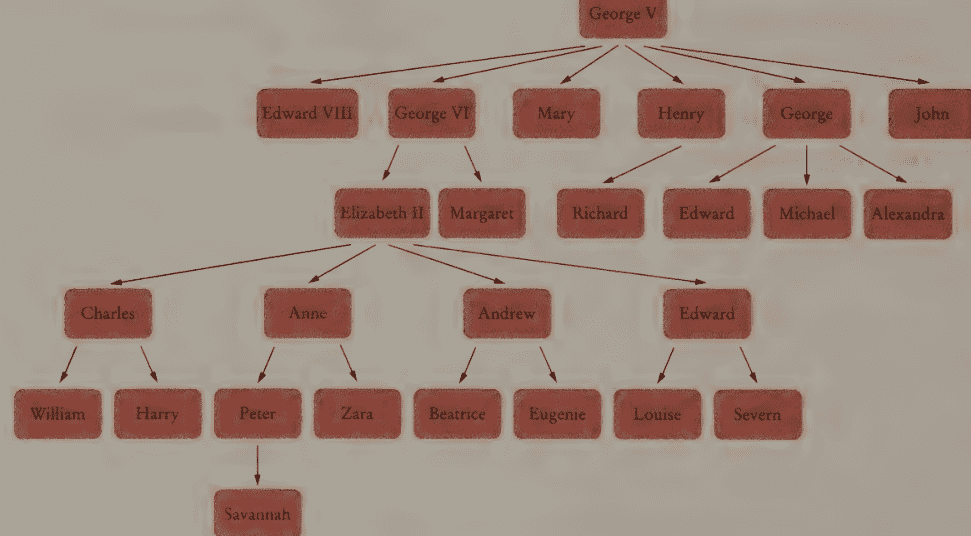 George V
Edward VIII
George VI
Mary
Henry
George
John
Elizabeth II
Margaret
Richard
Edward
Michael
Alexandra
Charles
Anne
Andrew
Edward
William
Harry
Peter
Zara
Beatrice
Eugenie
Louise
Severn
Savannah